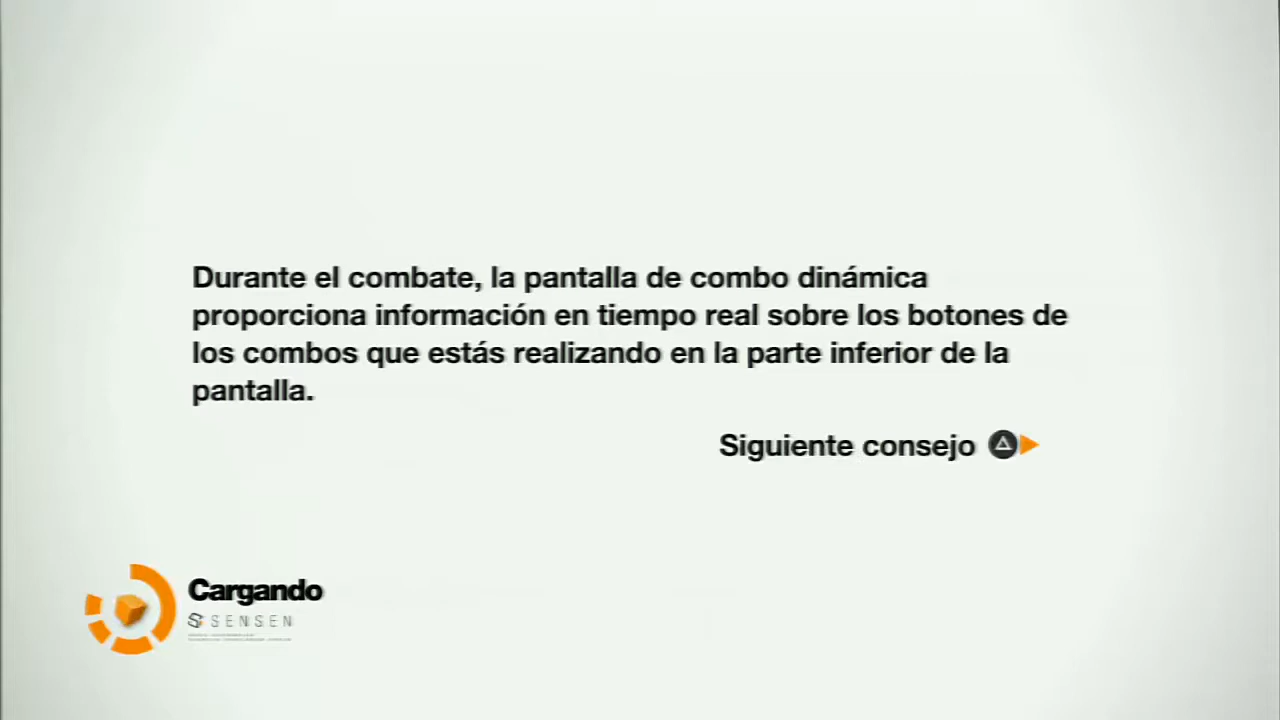 Durante el combate, la pantalla de combo dinámica
proporciona información en tiempo real sobre los botones de
los combos que estás realizando en la parte inferior de la
pantalla.
Siguiente consejo
Cargando
SENSEN